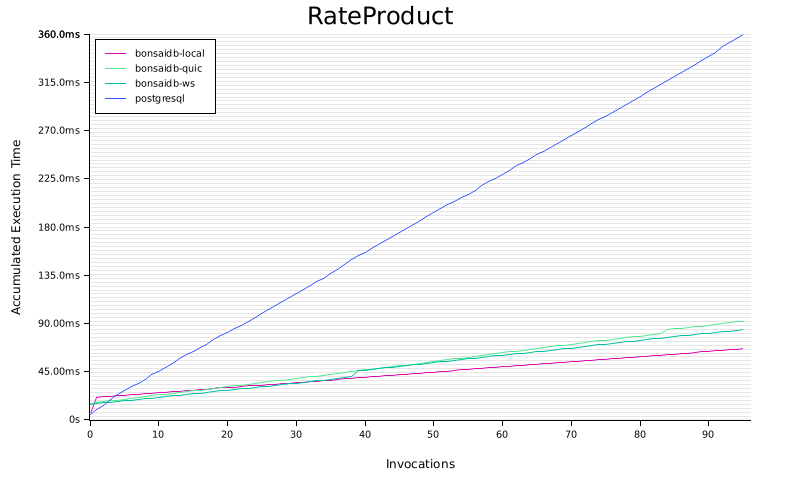 RateProduct
360.0ms
315.0ms
270.0ms
225.0ms
180.0ms
135.0ms
90.00ms
45.00ms
0s
Accumulated Execution Time
bonsaidb-local
bonsaidb-quic
bonsaidb-ws
postgresql
0 10 20 30 40 50 60 70 80 90
Invocations